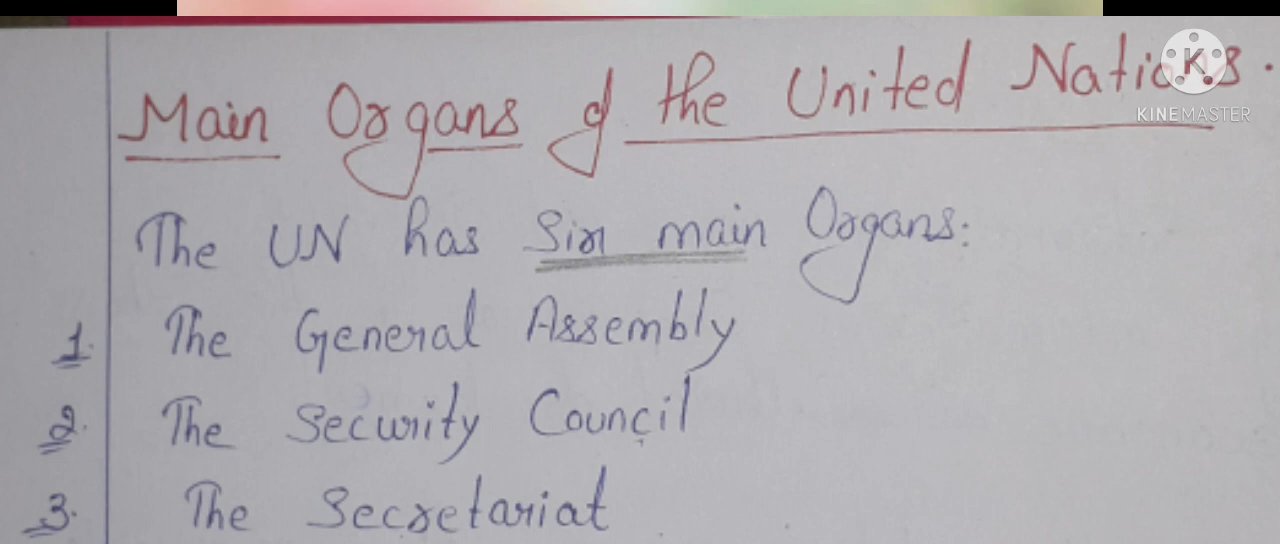 Main Organs of the United Nations.
K
KINEMASTER
The UN has Six main Organs:
1. The General Assembly
2. The Security Council
3. The Secretariat